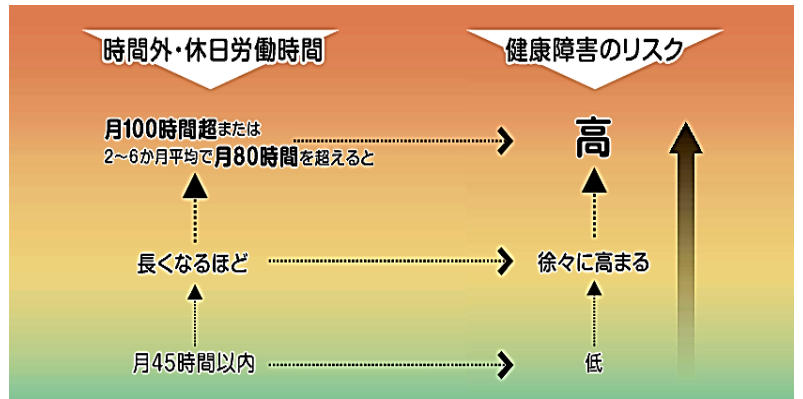 時間外・休日労働時間
健康障害のリスク
月100時間超または
2〜6か月平均で月80時間を超えると
高
長くなるほど
徐々に高まる
月45時間以内
低